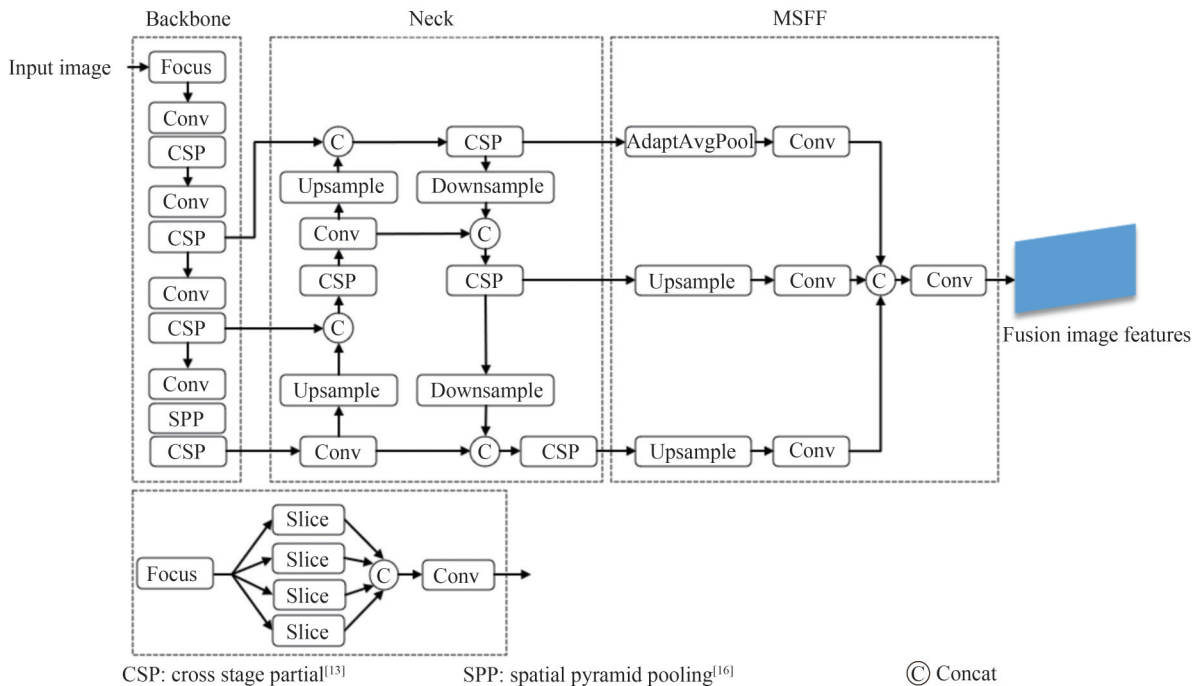 Backbone
Neck
MSFF
Input image
Focus
Conv
CSP
Conv
CSP
Conv
CSP
Conv
SPP
CSP
C
CSP
Upsample
Downsample
Conv
C
CSP
CSP
C
Upsample
Downsample
Conv
C
CSP
AdaptAvgPool
Conv
Upsample
Conv
C
Conv
Upsample
Conv
Fusion image features
Focus
Slice
Slice
Slice
Slice
C
Conv
CSP: cross stage partial[13]
SPP: spatial pyramid pooling[16]
C Concat